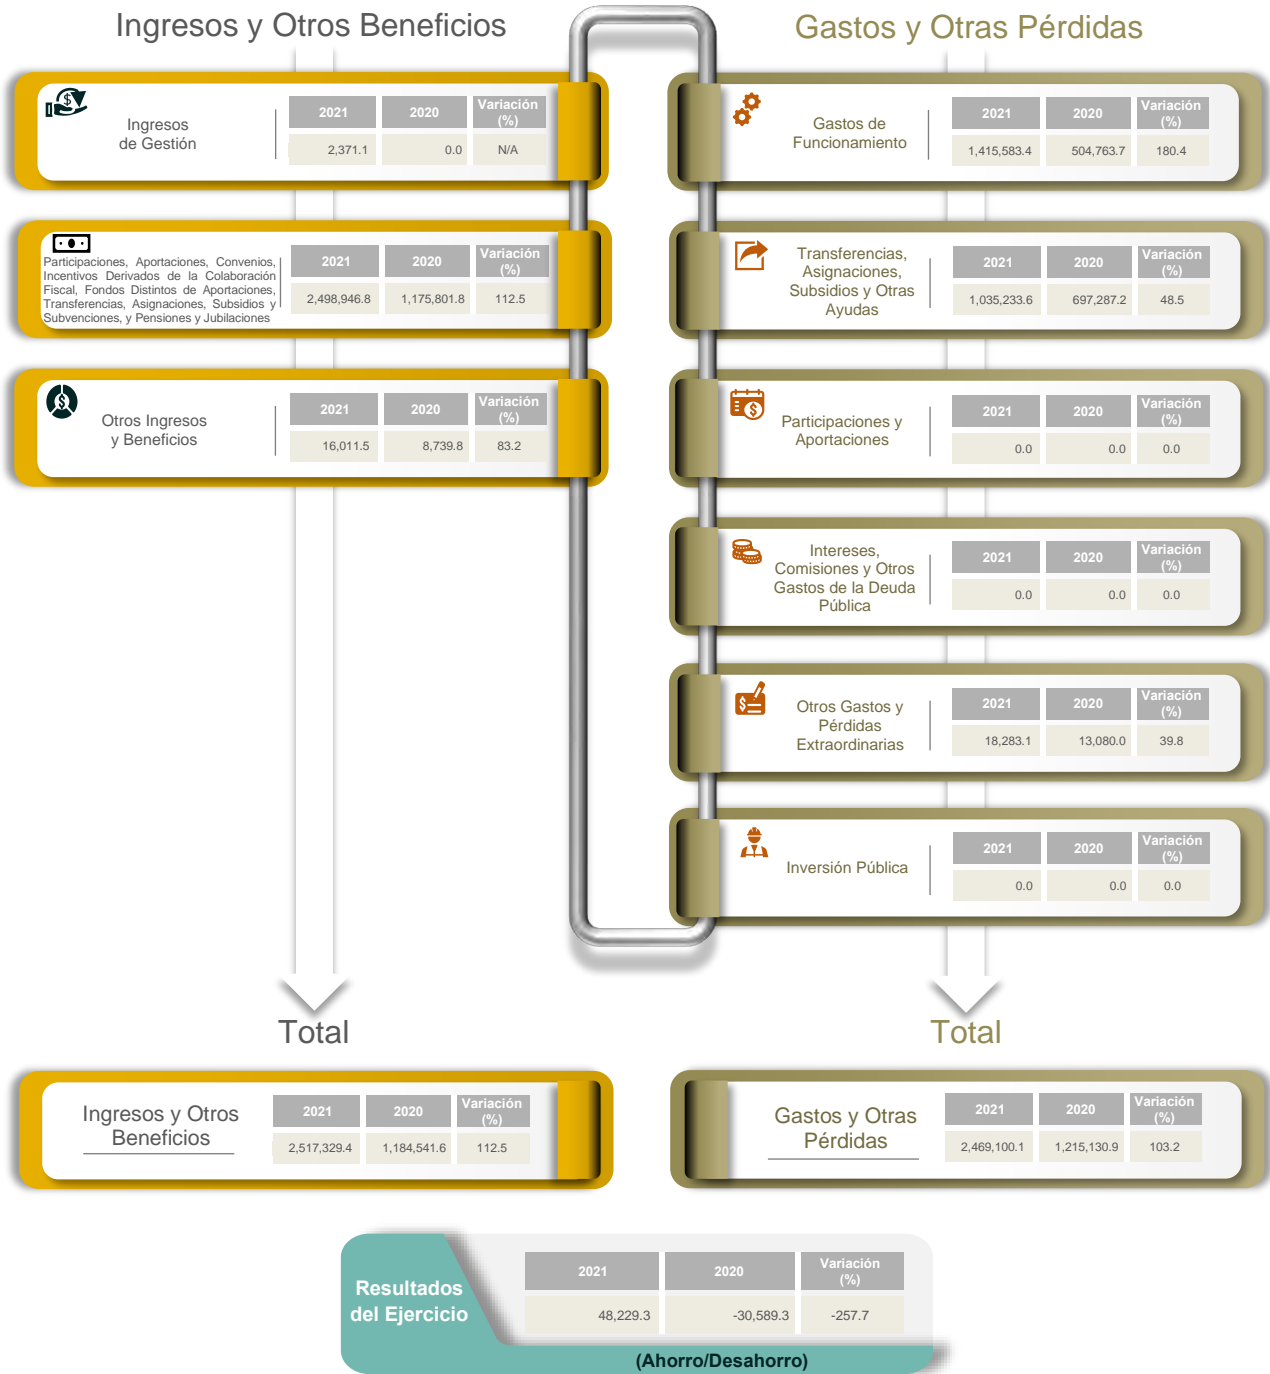 Ingresos y Otros Beneficios
Ingresos
de Gestión
2021 2020 Variación
(%)
2,371.1 0.0 N/A
Participaciones, Aportaciones, Convenios,
Incentivos Derivados de la Colaboración
Fiscal, Fondos Distintos de Aportaciones,
Transferencias, Asignaciones, Subsidios y
Subvenciones, y Pensiones y Jubilaciones
2021 2020 Variación
(%)
2,498,946.8 1,175,801.8 112.5
Otros Ingresos
y Beneficios
2021 2020 Variación
(%)
16,011.5 8,739.8 83.2
Total
Ingresos y Otros
Beneficios
2021 2020 Variación
(%)
2,517,329.4 1,184,541.6 112.5
Gastos y Otras Pérdidas
Gastos de
Funcionamiento
2021 2020 Variación
(%)
1,415,583.4 504,763.7 180.4
Transferencias,
Asignaciones,
Subsidios y Otras
Ayudas
2021 2020 Variación
(%)
1,035,233.6 697,287.2 48.5
Participaciones y
Aportaciones
2021 2020 Variación
(%)
0.0 0.0 0.0
Intereses,
Comisiones y Otros
Gastos de la Deuda
Pública
2021 2020 Variación
(%)
0.0 0.0 0.0
Otros Gastos y
Pérdidas
Extraordinarias
2021 2020 Variación
(%)
18,283.1 13,080.0 39.8
Inversión Pública
2021 2020 Variación
(%)
0.0 0.0 0.0
Total
Gastos y Otras
Pérdidas
2021 2020 Variación
(%)
2,469,100.1 1,215,130.9 103.2
Resultados
del Ejercicio
2021 2020 Variación
(%)
48,229.3 -30,589.3 -257.7
(Ahorro/Desahorro)